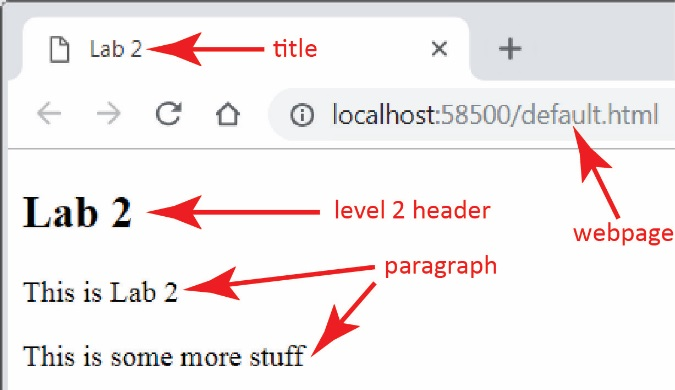 Lab 2
title
localhost:58500/default.html
Lab 2
level 2 header
webpage
paragraph
This is Lab 2
This is some more stuff